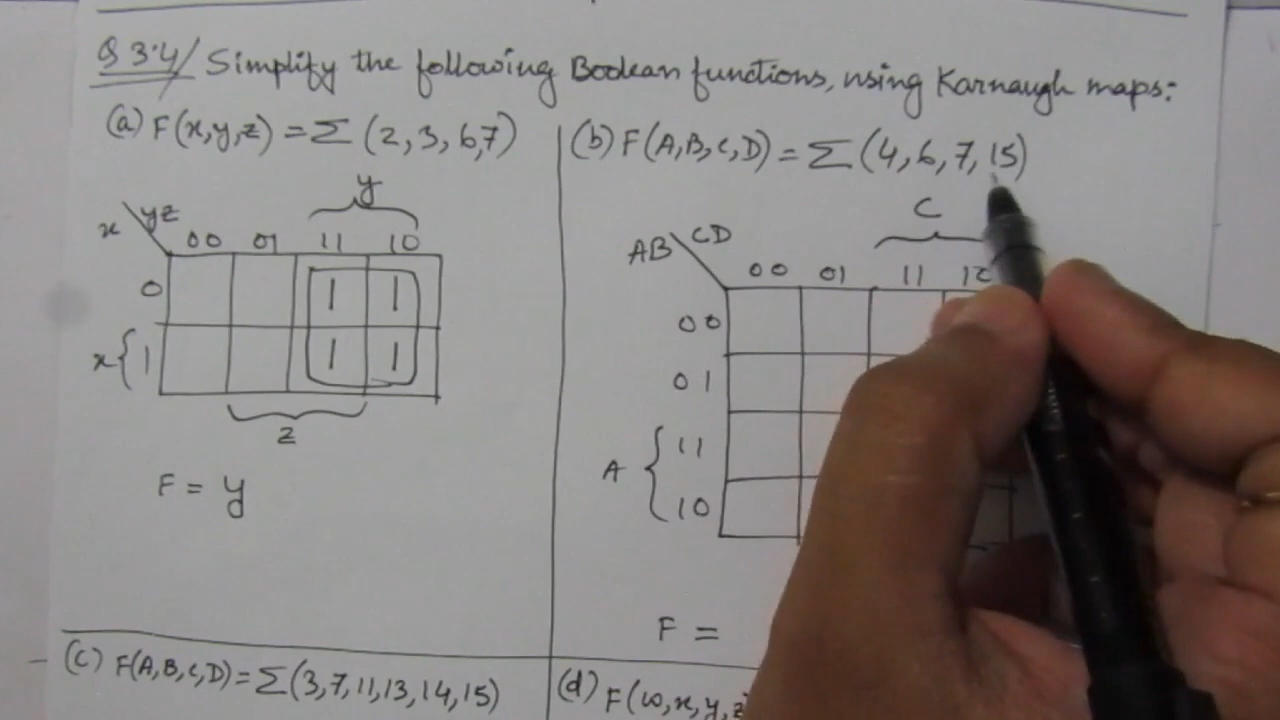 Q 3.4/ Simplify the following Boolean functions, using Karnaugh maps:
(a) F(x,y,z) = Σ (2, 3, 6,7)
y
x yz
00 01 11 10
0 1 1
x{ 1 1 1
z
F = y
(b) F(A,B,C,D) = Σ (4, 6, 7, 15)
C
AB CD
00 01 11
00
01
A { 11
10
F =
(c) F(A,B,C,D) = Σ (3,7,11,13,14,15)
(d) F(w,x,y,z